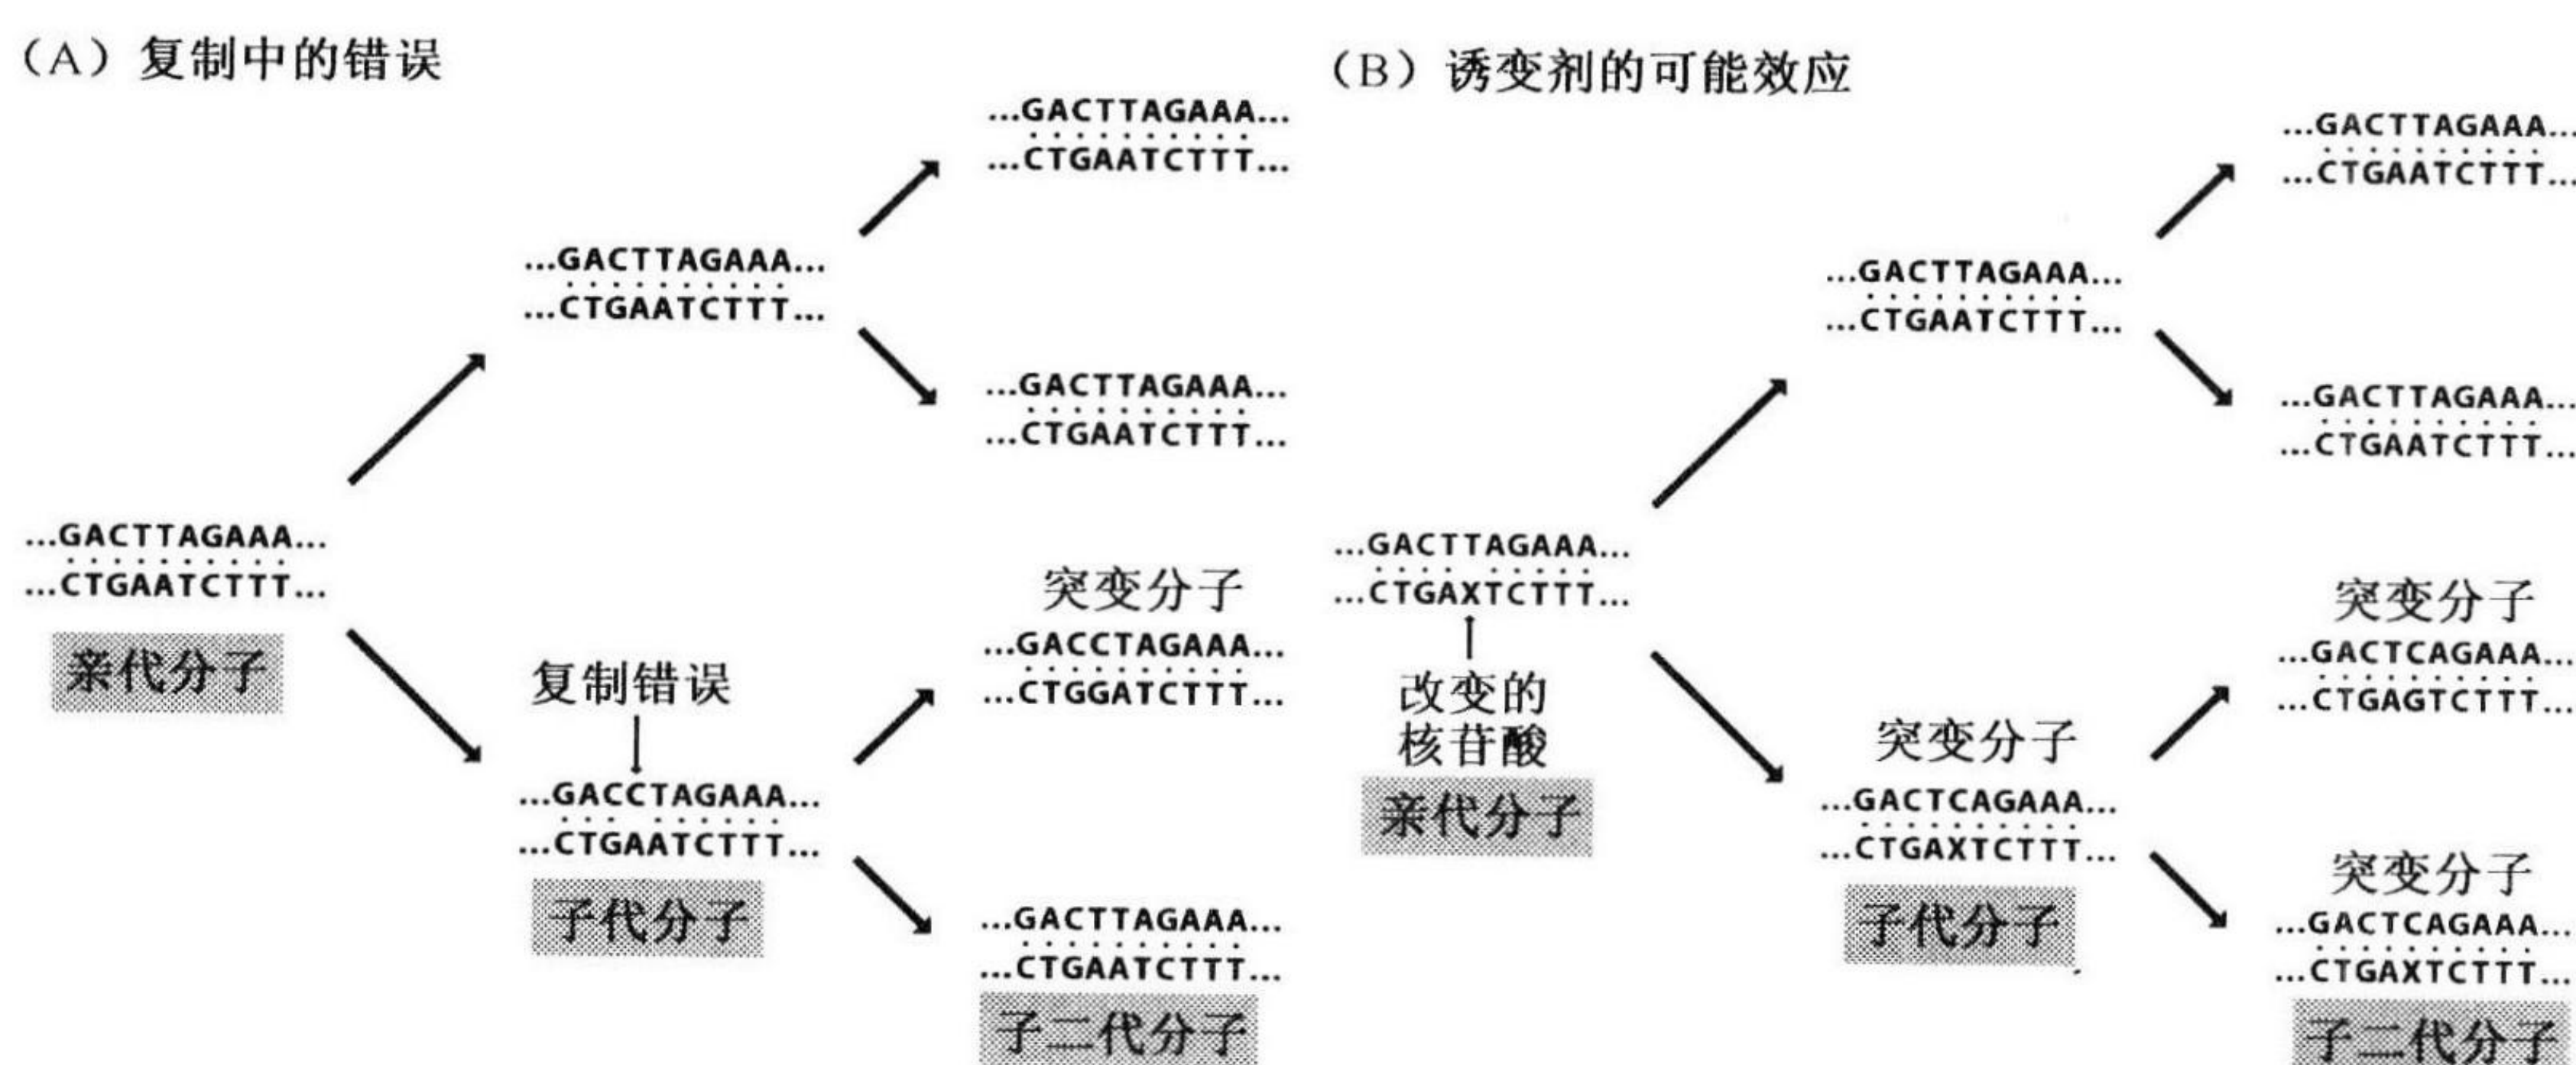 （A）复制中的错误
...GACTTAGAAA...
...CTGAATCTTT...
...GACTTAGAAA...
...CTGAATCTTT...
...GACTTAGAAA...
...CTGAATCTTT...
...GACTTAGAAA...
...CTGAATCTTT...
亲代分子
复制错误
...GACCTAGAAA...
...CTGAATCTTT...
子代分子
突变分子
...GACCTAGAAA...
...CTGGATCTTT...
...GACTTAGAAA...
...CTGAATCTTT...
子二代分子
（B）诱变剂的可能效应
...GACTTAGAAA...
...CTGAATCTTT...
...GACTTAGAAA...
...CTGAATCTTT...
...GACTTAGAAA...
...CTGAATCTTT...
...GACTTAGAAA...
...CTGAXTCTTT...
改变的
核苷酸
亲代分子
突变分子
...GACTCAGAAA...
...CTGAXTCTTT...
子代分子
突变分子
...GACTCAGAAA...
...CTGAGTCTTT...
突变分子
...GACTCAGAAA...
...CTGAXTCTTT...
子二代分子